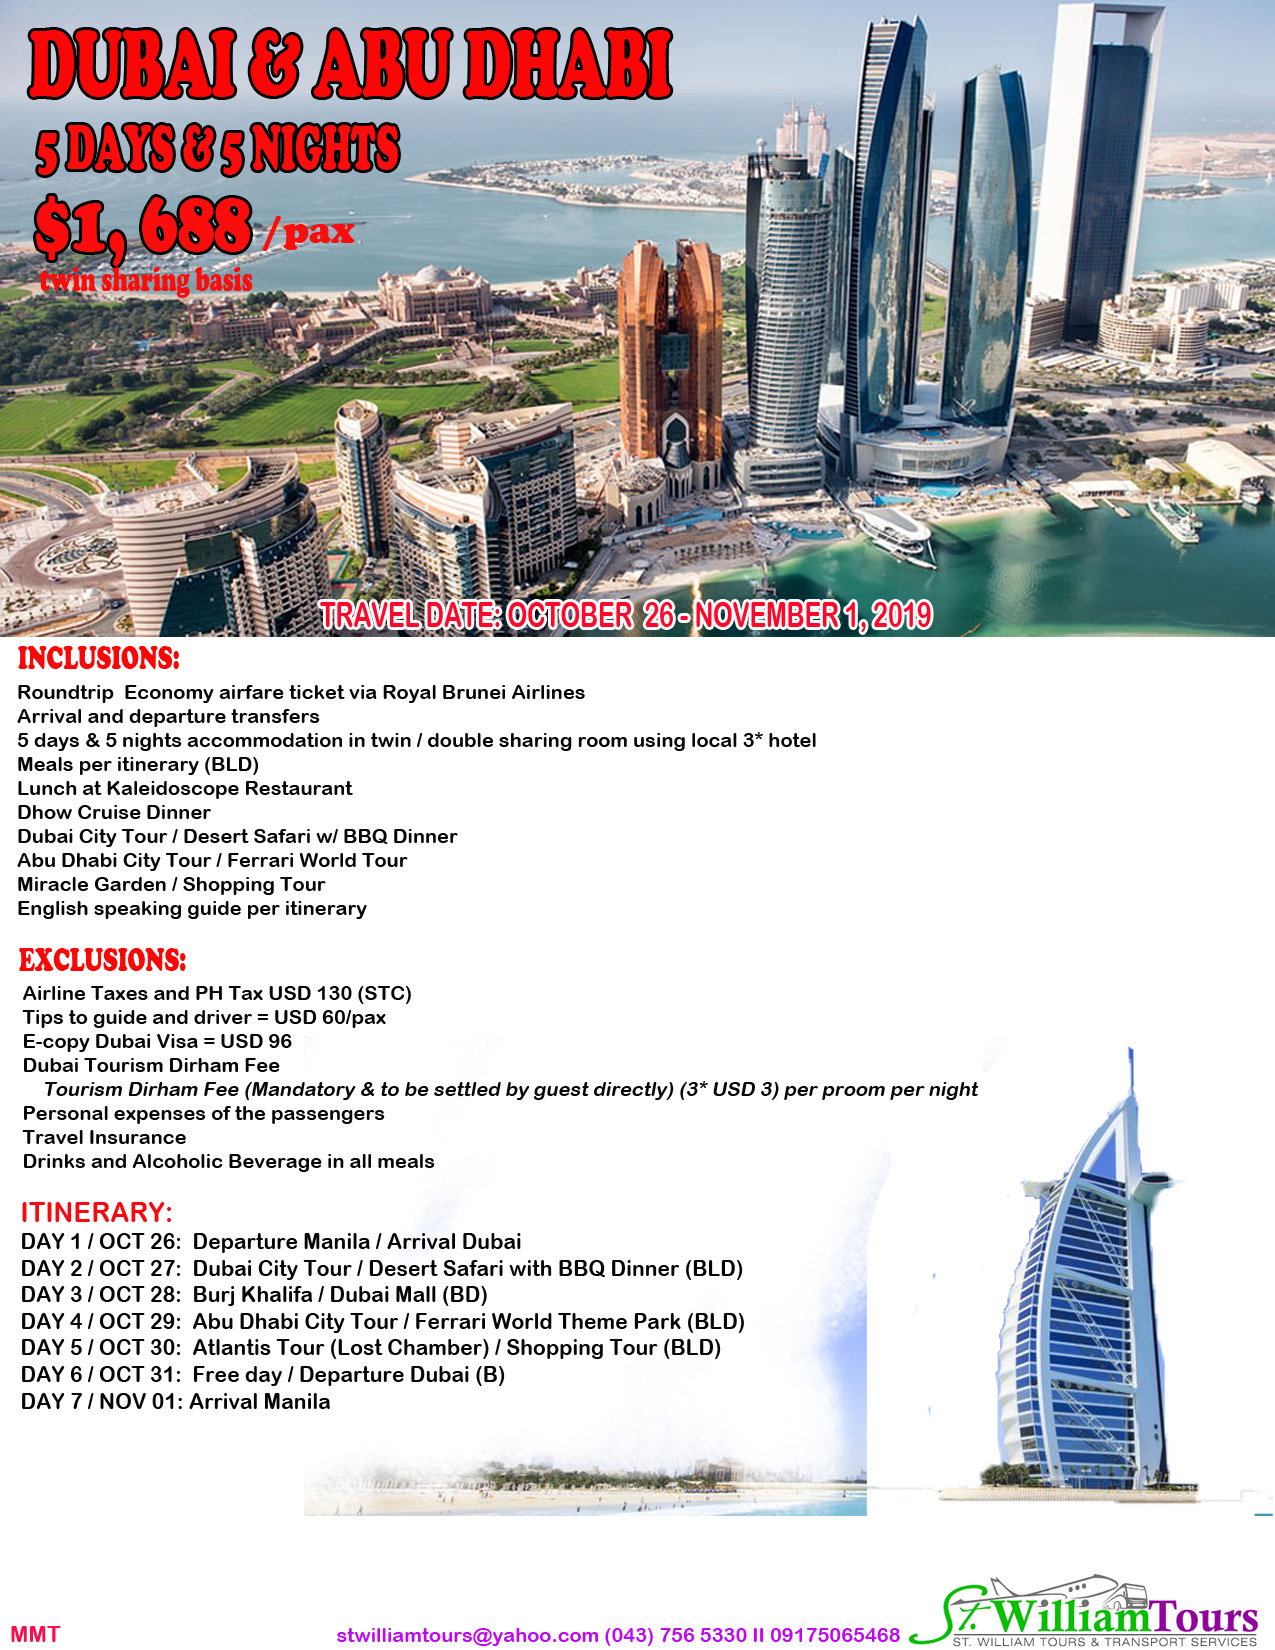 DUBAI & ABU DHABI
5 DAYS & 5 NIGHTS
$1, 688 /pax
twin sharing basis
TRAVEL DATE: OCTOBER 26 - NOVEMBER 1, 2019
INCLUSIONS:
Roundtrip Economy airfare ticket via Royal Brunei Airlines
Arrival and departure transfers
5 days & 5 nights accommodation in twin / double sharing room using local 3* hotel
Meals per itinerary (BLD)
Lunch at Kaleidoscope Restaurant
Dhow Cruise Dinner
Dubai City Tour / Desert Safari w/ BBQ Dinner
Abu Dhabi City Tour / Ferrari World Tour
Miracle Garden / Shopping Tour
English speaking guide per itinerary
EXCLUSIONS:
Airline Taxes and PH Tax USD 130 (STC)
Tips to guide and driver = USD 60/pax
E-copy Dubai Visa = USD 96
Dubai Tourism Dirham Fee
Tourism Dirham Fee (Mandatory & to be settled by guest directly) (3* USD 3) per proom per night
Personal expenses of the passengers
Travel Insurance
Drinks and Alcoholic Beverage in all meals
ITINERARY:
DAY 1 / OCT 26: Departure Manila / Arrival Dubai
DAY 2 / OCT 27: Dubai City Tour / Desert Safari with BBQ Dinner (BLD)
DAY 3 / OCT 28: Burj Khalifa / Dubai Mall (BD)
DAY 4 / OCT 29: Abu Dhabi City Tour / Ferrari World Theme Park (BLD)
DAY 5 / OCT 30: Atlantis Tour (Lost Chamber) / Shopping Tour (BLD)
DAY 6 / OCT 31: Free day / Departure Dubai (B)
DAY 7 / NOV 01: Arrival Manila
MMT
stwilliamtours@yahoo.com (043) 756 5330 II 09175065468
St. William Tours
ST. WILLIAM TOURS & TRANSPORT SERVICES